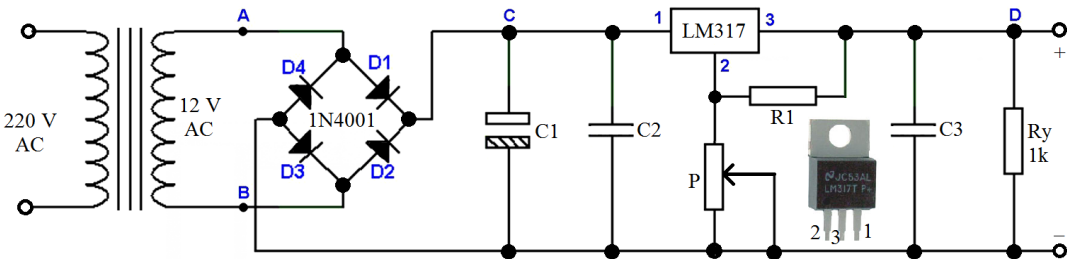 A
B
220 V
AC
12 V
AC
D4
D1
1N4001
D3
D2
C
C1
C2
1
LM317
3
2
R1
P
JC53AL
LM317T P+
2
3
1
C3
D
+
Ry
1k
−